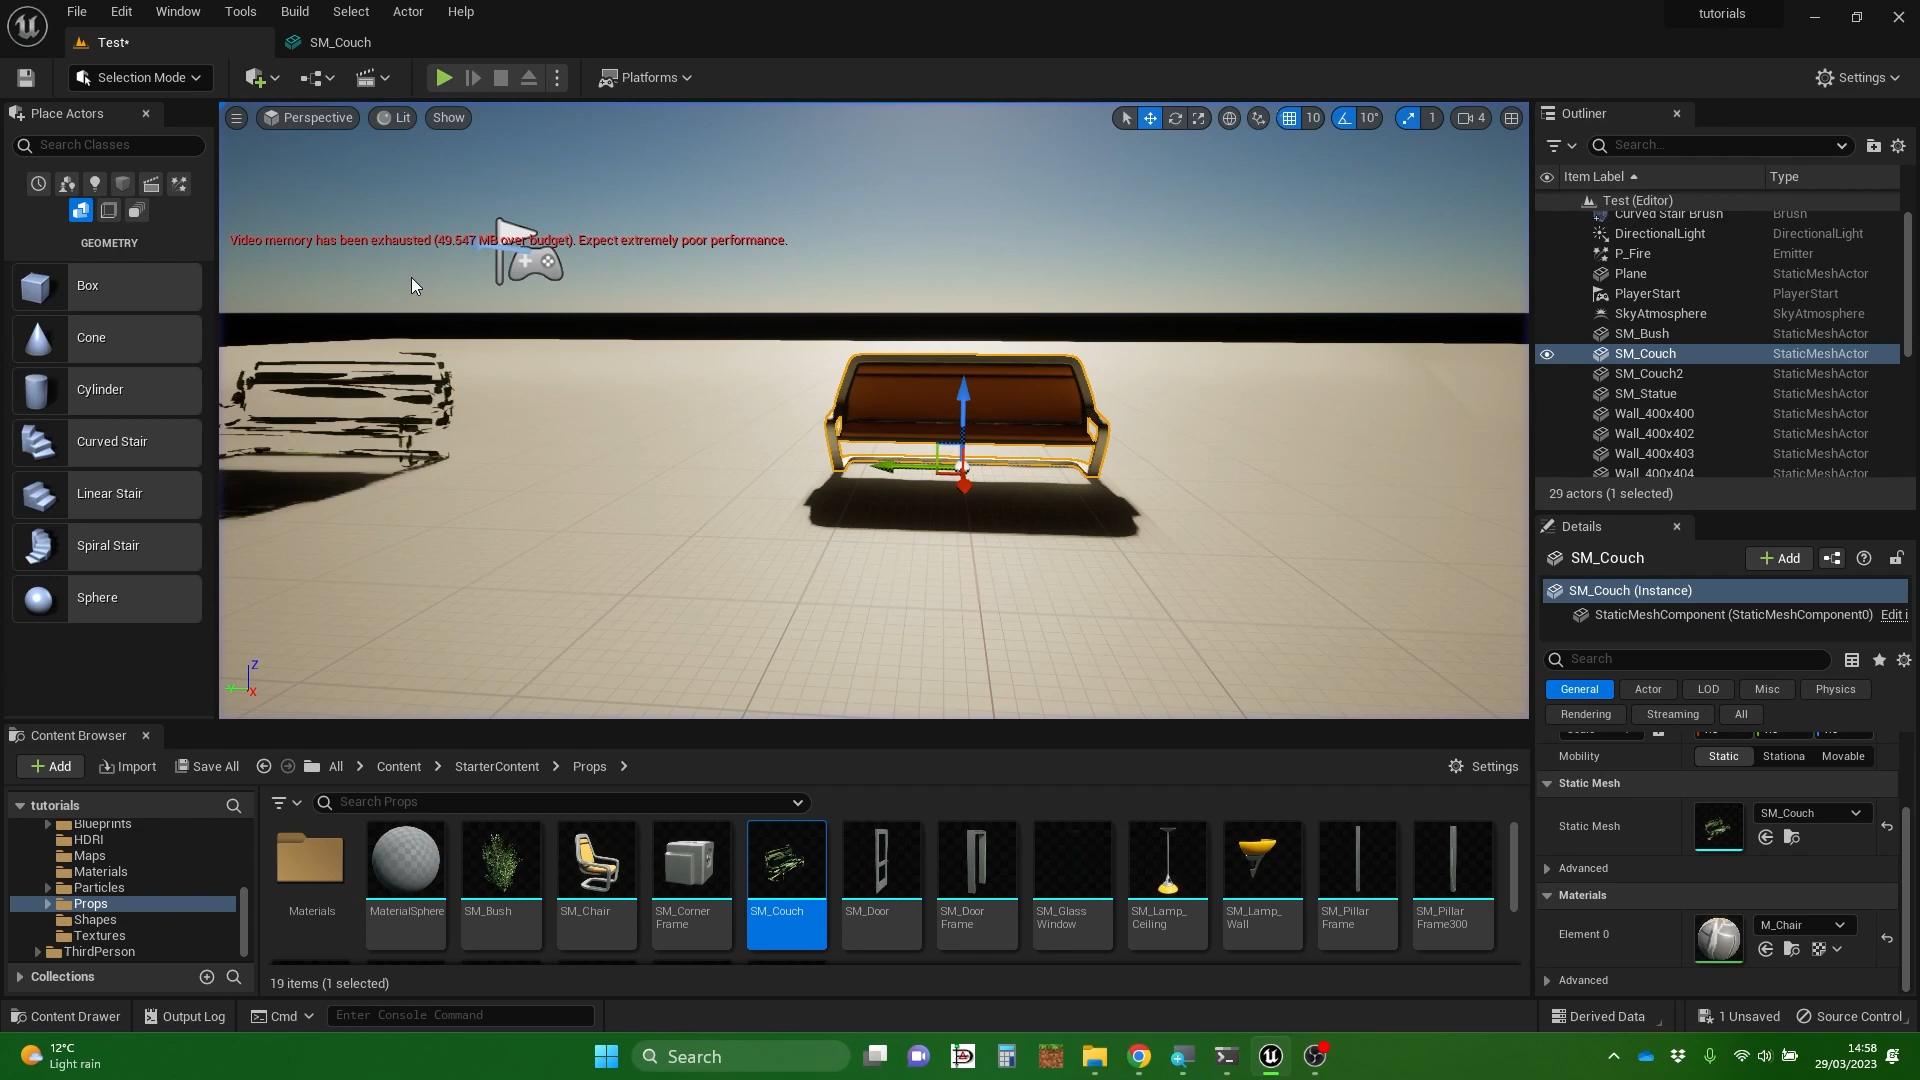 File Edit Window Tools Build Select Actor Help
tutorials
Test*
SM_Couch
Selection Mode
Platforms
Settings
Place Actors
Search Classes
GEOMETRY
Box
Cone
Cylinder
Curved Stair
Linear Stair
Spiral Stair
Sphere
Perspective
Lit
Show
10
10°
1
4
Video memory has been exhausted (49.547 MB over budget). Expect extremely poor performance.
Z
X
Outliner
Search...
Item Label Type
Test (Editor)
Curved Stair Brush Brush
DirectionalLight DirectionalLight
P_Fire Emitter
Plane StaticMeshActor
PlayerStart PlayerStart
SkyAtmosphere SkyAtmosphere
SM_Bush StaticMeshActor
SM_Couch StaticMeshActor
SM_Couch2 StaticMeshActor
SM_Statue StaticMeshActor
Wall_400x400 StaticMeshActor
Wall_400x402 StaticMeshActor
Wall_400x403 StaticMeshActor
Wall_400x404 StaticMeshActor
29 actors (1 selected)
Details
SM_Couch
Add
SM_Couch (Instance)
StaticMeshComponent (StaticMeshComponent0) Edit i
Search
General Actor LOD Misc Physics
Rendering Streaming All
Mobility Static Stationa Movable
Static Mesh
Static Mesh
SM_Couch
Advanced
Materials
Element 0
M_Chair
Advanced
Content Browser
Add Import Save All All Content StarterContent Props Settings
tutorials
Blueprints
HDRI
Maps
Materials
Particles
Props
Shapes
Textures
ThirdPerson
Collections
Search Props
Materials
MaterialSphere
SM_Bush
SM_Chair
SM_Corner
Frame
SM_Couch
SM_Door
SM_Door
Frame
SM_Glass
Window
SM_Lamp_
Ceiling
SM_Lamp_
Wall
SM_Pillar
Frame
SM_Pillar
Frame300
19 items (1 selected)
Content Drawer Output Log Cmd Enter Console Command Derived Data 1 Unsaved Source Control
12°C
Light rain
Search
14:58
29/03/2023